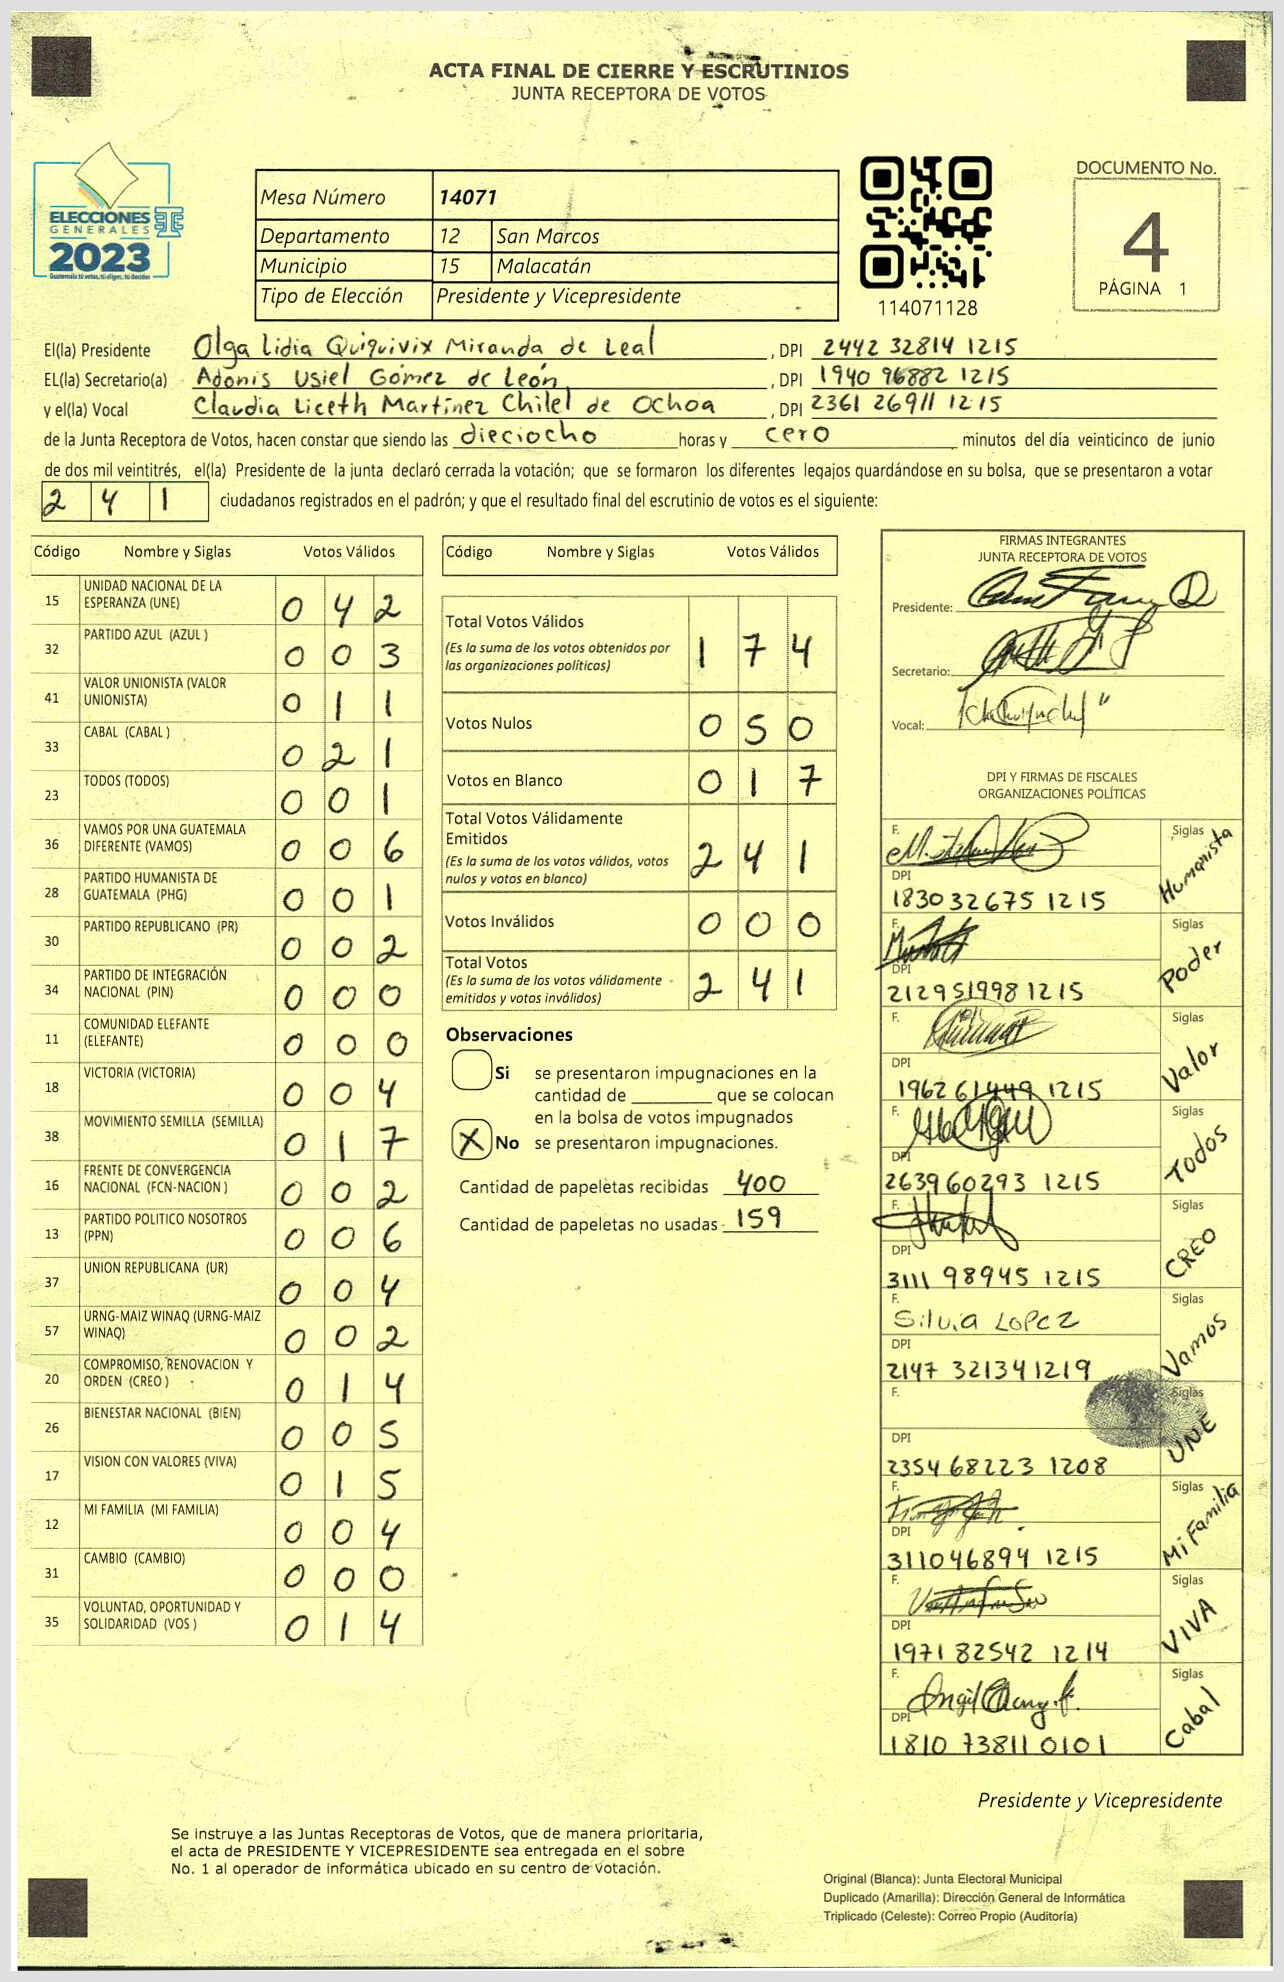 ACTA FINAL DE CIERRE Y ESCRUTINIOS
JUNTA RECEPTORA DE VOTOS
ELECCIONES
GENERALES
2023
Guatemala tú votas, tú eliges, tú decides
Mesa Número 14071
Departamento 12 San Marcos
Municipio 15 Malacatán
Tipo de Elección Presidente y Vicepresidente
114071128
DOCUMENTO No.
4
PÁGINA 1
El(la) Presidente Olga Lidia Quiquivix Miranda de Leal, DPI 2442 32814 1215
EL(la) Secretario(a) Adonis Usiel Gómez de León, DPI 1940 96882 1215
y el(la) Vocal Claudia Liceth Martínez Chilel de Ochoa, DPI 2361 26911 1215
de la Junta Receptora de Votos, hacen constar que siendo las dieciocho horas y cero minutos del día veinticinco de junio
de dos mil veintitrés, el(la) Presidente de la junta declaró cerrada la votación; que se formaron los diferentes legajos guardándose en su bolsa, que se presentaron a votar
2 4 1 ciudadanos registrados en el padrón; y que el resultado final del escrutinio de votos es el siguiente:
Código Nombre y Siglas Votos Válidos
15 UNIDAD NACIONAL DE LA
ESPERANZA (UNE) 0 4 2
32 PARTIDO AZUL (AZUL ) 0 0 3
41 VALOR UNIONISTA (VALOR
UNIONISTA) 0 1 1
33 CABAL (CABAL ) 0 2 1
23 TODOS (TODOS) 0 0 1
36 VAMOS POR UNA GUATEMALA
DIFERENTE (VAMOS) 0 0 6
28 PARTIDO HUMANISTA DE
GUATEMALA (PHG) 0 0 1
30 PARTIDO REPUBLICANO (PR) 0 0 2
34 PARTIDO DE INTEGRACIÓN
NACIONAL (PIN) 0 0 0
11 COMUNIDAD ELEFANTE
(ELEFANTE) 0 0 0
18 VICTORIA (VICTORIA) 0 0 4
38 MOVIMIENTO SEMILLA (SEMILLA) 0 1 7
16 FRENTE DE CONVERGENCIA
NACIONAL (FCN-NACION ) 0 0 2
13 PARTIDO POLITICO NOSOTROS
(PPN) 0 0 6
37 UNION REPUBLICANA (UR) 0 0 4
57 URNG-MAIZ WINAQ (URNG-MAIZ
WINAQ) 0 0 2
20 COMPROMISO, RENOVACION Y
ORDEN (CREO ) 0 1 4
26 BIENESTAR NACIONAL (BIEN) 0 0 5
17 VISION CON VALORES (VIVA) 0 1 5
12 MI FAMILIA (MI FAMILIA) 0 0 4
31 CAMBIO (CAMBIO) 0 0 0
35 VOLUNTAD, OPORTUNIDAD Y
SOLIDARIDAD (VOS ) 0 1 4
Código Nombre y Siglas Votos Válidos
Total Votos Válidos
(Es la suma de los votos obtenidos por
las organizaciones políticas) 1 7 4
Votos Nulos 0 5 0
Votos en Blanco 0 1 7
Total Votos Válidamente
Emitidos
(Es la suma de los votos válidos, votos
nulos y votos en blanco) 2 4 1
Votos Inválidos 0 0 0
Total Votos
(Es la suma de los votos válidamente
emitidos y votos inválidos) 2 4 1
Observaciones
Si se presentaron impugnaciones en la
cantidad de ________ que se colocan
en la bolsa de votos impugnados
X No se presentaron impugnaciones.
Cantidad de papeletas recibidas 400
Cantidad de papeletas no usadas 159
FIRMAS INTEGRANTES
JUNTA RECEPTORA DE VOTOS
Presidente:
Secretario:
Vocal:
DPI Y FIRMAS DE FISCALES
ORGANIZACIONES POLÍTICAS
F. Siglas Humanista
DPI
1830 32675 1215
F. Siglas Poder
DPI
2129 51998 1215
F. Siglas Valor
DPI
1962 61449 1215
F. Siglas Todos
DPI
2639 60293 1215
F. Siglas CREO
DPI
3111 98945 1215
F. Silvia Lopez Siglas Vamos
DPI
2147 32134 1219
F. Siglas UNE
DPI
2354 68223 1208
F. Siglas Mi Familia
DPI
3110 46894 1215
F. Siglas VIVA
DPI
1971 82542 1214
F. Siglas Cabal
DPI
1810 73811 0101
Presidente y Vicepresidente
Se instruye a las Juntas Receptoras de Votos, que de manera prioritaria,
el acta de PRESIDENTE Y VICEPRESIDENTE sea entregada en el sobre
No. 1 al operador de informática ubicado en su centro de votación.
Original (Blanca): Junta Electoral Municipal
Duplicado (Amarilla): Dirección General de Informática
Triplicado (Celeste): Correo Propio (Auditoría)